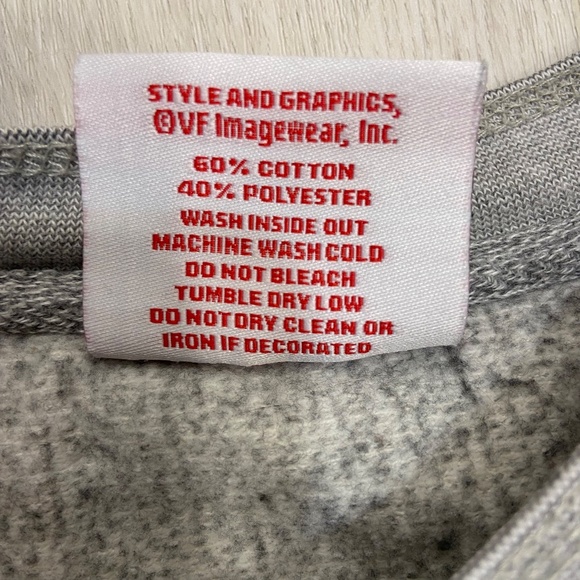 STYLE AND GRAPHICS,
©VF Imagewear, Inc.
60% COTTON
40% POLYESTER
WASH INSIDE OUT
MACHINE WASH COLD
DO NOT BLEACH
TUMBLE DRY LOW
DO NOT DRY CLEAN OR
IRON IF DECORATED